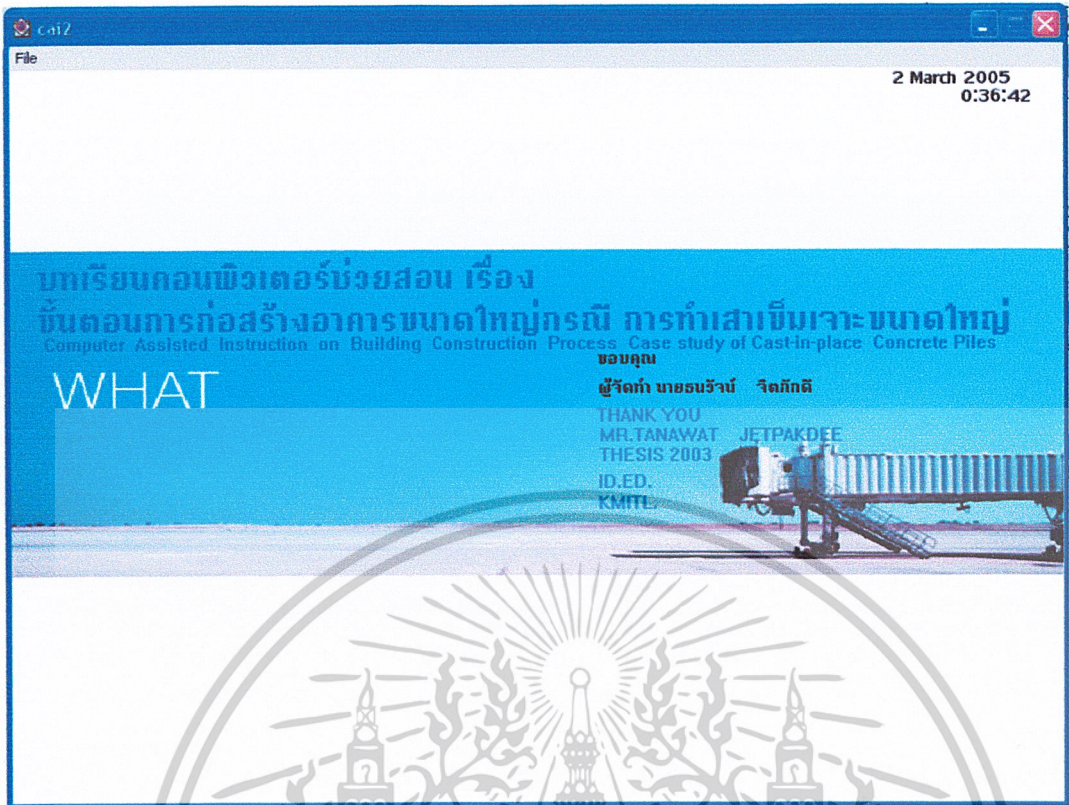 cai2
File
2 March 2005
0:36:42
บทเรียนคอมพิวเตอร์ช่วยสอน เรื่อง
ขั้นตอนการก่อสร้างอาคารขนาดใหญ่กรณี การทำเสาเข็มเจาะขนาดใหญ่
Computer Assisted Instruction on Building Construction Process Case study of Cast-in-place Concrete Piles
ขอบคุณ
WHAT
ผู้จัดทำ นายธนวัจน์ จิตภักดี
THANK YOU
MR.TANAWAT JETPAKDEE
THESIS 2003
ID.ED.
KMITL.